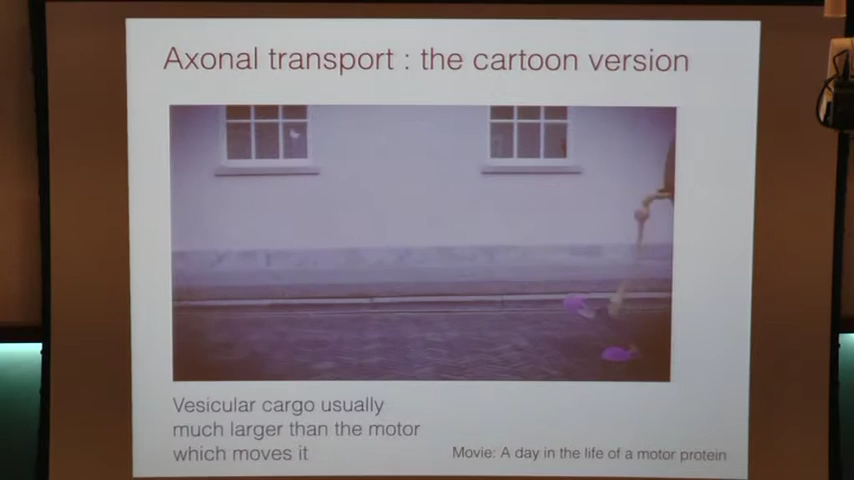 Axonal transport : the cartoon version
Vesicular cargo usually
much larger than the motor
which moves it
Movie: A day in the life of a motor protein